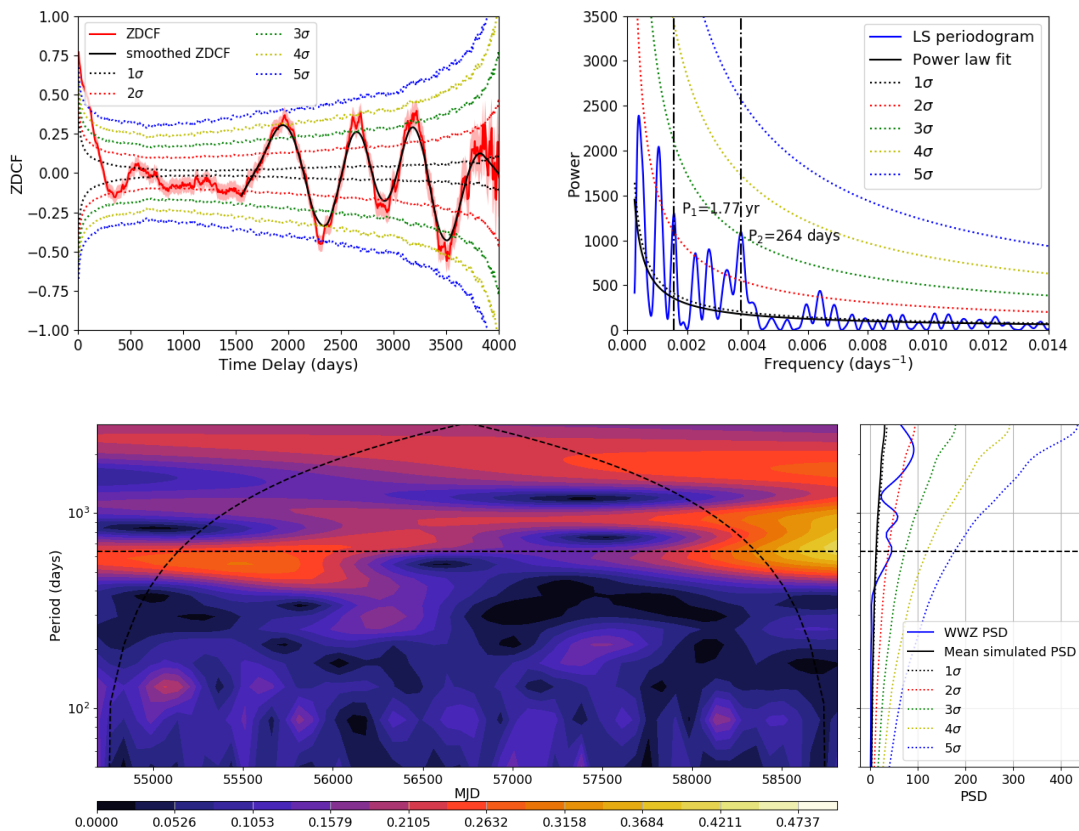 1.00
0.75
0.50
0.25
0.00
−0.25
−0.50
−0.75
−1.00
ZDCF
ZDCF
smoothed ZDCF
1σ
2σ
3σ
4σ
5σ
0 500 1000 1500 2000 2500 3000 3500 4000
Time Delay (days)
3500
3000
2500
2000
1500
1000
500
0
Power
LS periodogram
Power law fit
1σ
2σ
3σ
4σ
5σ
P1=1.77 yr
P2=264 days
0.000 0.002 0.004 0.006 0.008 0.010 0.012 0.014
Frequency (days−1)
10³
10²
Period (days)
55000 55500 56000 56500 57000 57500 58000 58500
MJD
0.0000 0.0526 0.1053 0.1579 0.2105 0.2632 0.3158 0.3684 0.4211 0.4737
WWZ PSD
Mean simulated PSD
1σ
2σ
3σ
4σ
5σ
0 100 200 300 400
PSD